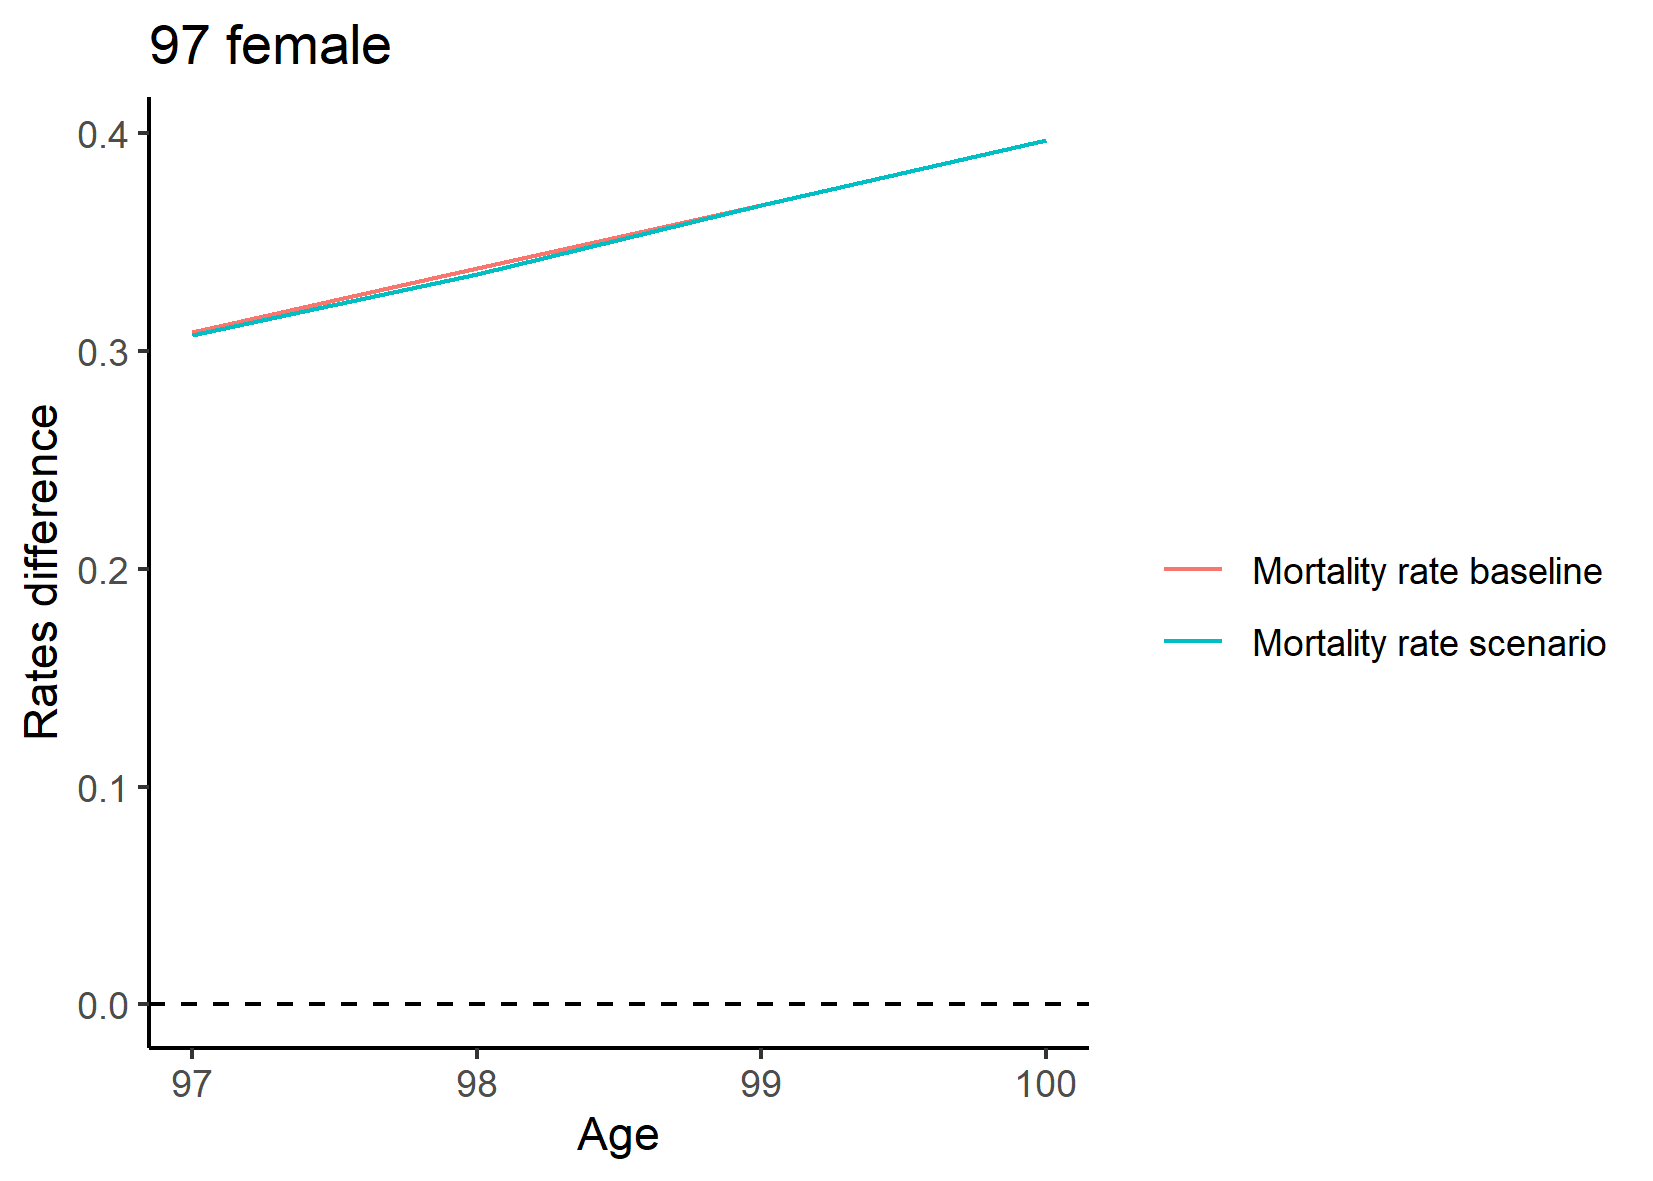 97 female
0.4
0.3
0.2
0.1
0.0
Rates difference
97 98 99 100
Age
Mortality rate baseline
Mortality rate scenario